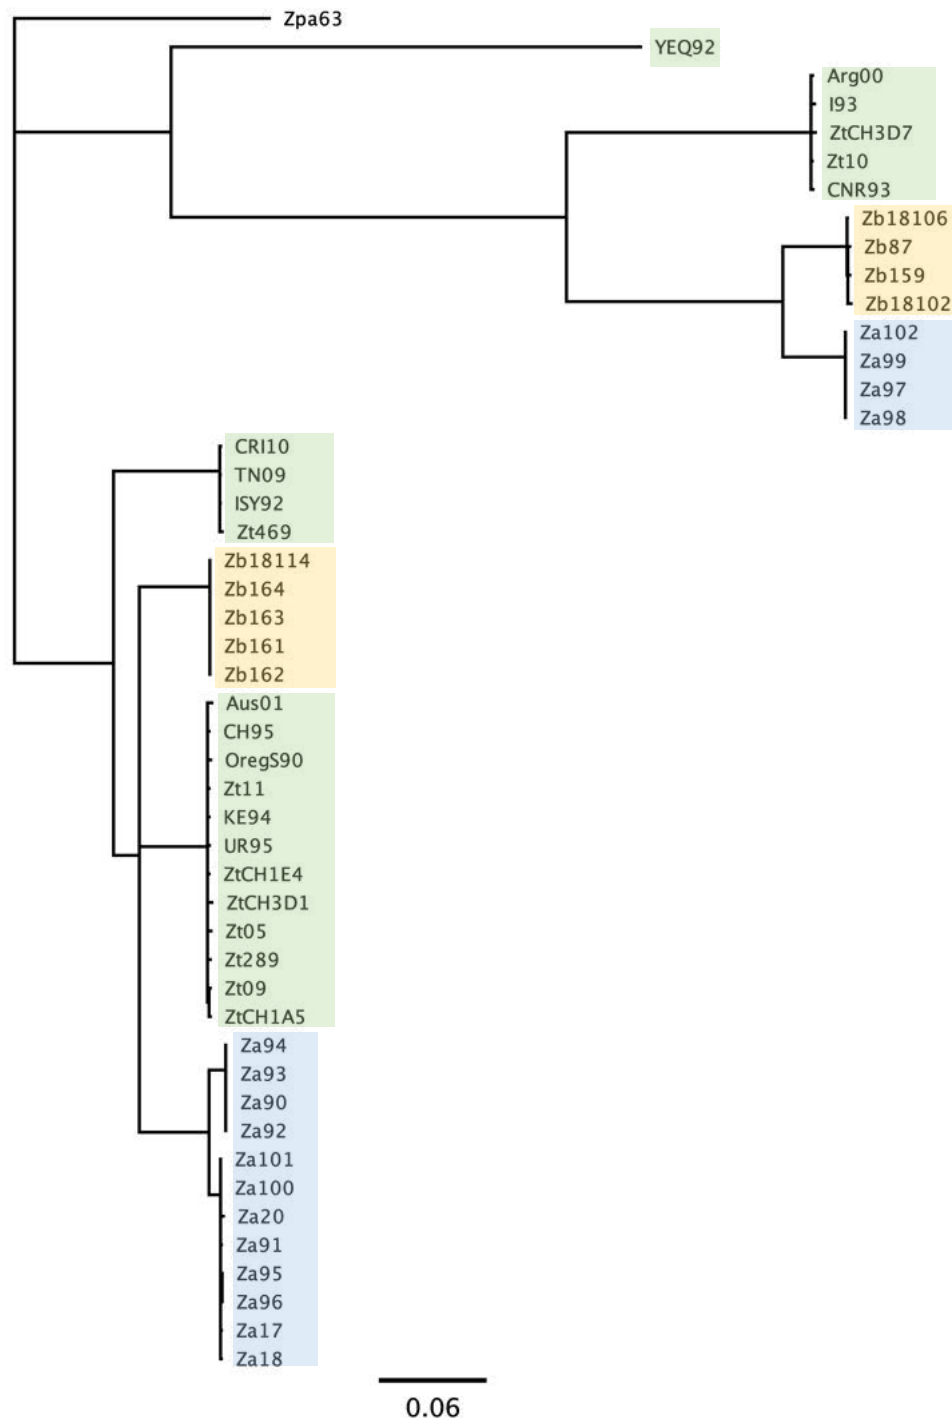 Zpa63
YEQ92
Arg00
I93
ZtCH3D7
Zt10
CNR93
Zb18106
Zb87
Zb159
Zb18102
Za102
Za99
Za97
Za98
CRI10
TN09
ISY92
Zt469
Zb18114
Zb164
Zb163
Zb161
Zb162
Aus01
CH95
OregS90
Zt11
KE94
UR95
ZtCH1E4
ZtCH3D1
Zt05
Zt289
Zt09
ZtCH1A5
Za94
Za93
Za90
Za92
Za101
Za100
Za20
Za91
Za95
Za96
Za17
Za18
0.06